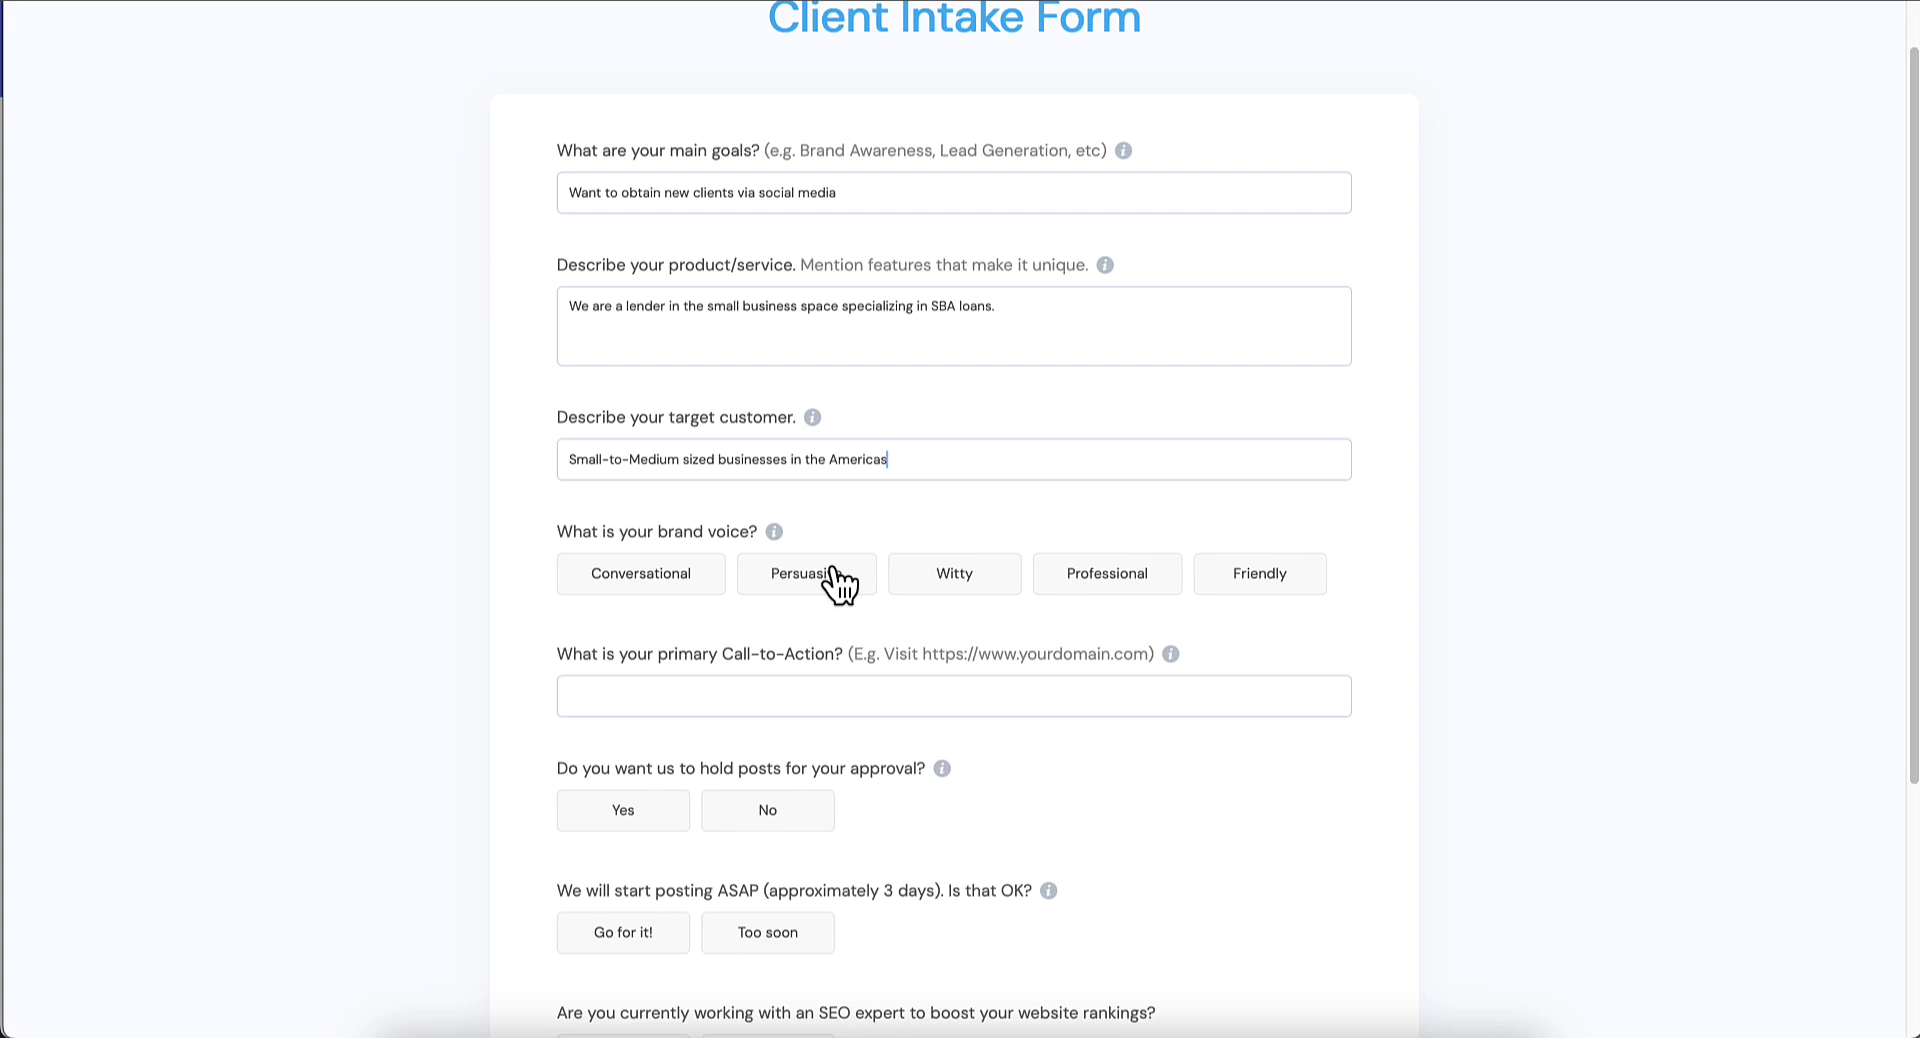 Client Intake Form
What are your main goals? (e.g. Brand Awareness, Lead Generation, etc)
Want to obtain new clients via social media
Describe your product/service. Mention features that make it unique.
We are a lender in the small business space specializing in SBA loans.
Describe your target customer.
Small-to-Medium sized businesses in the Americas
What is your brand voice?
Conversational Witty Professional Friendly
What is your primary Call-to-Action? (E.g. Visit https://www.yourdomain.com)
Do you want us to hold posts for your approval?
Yes No
We will start posting ASAP (approximately 3 days). Is that OK?
Go for it! Too soon
Are you currently working with an SEO expert to boost your website rankings?